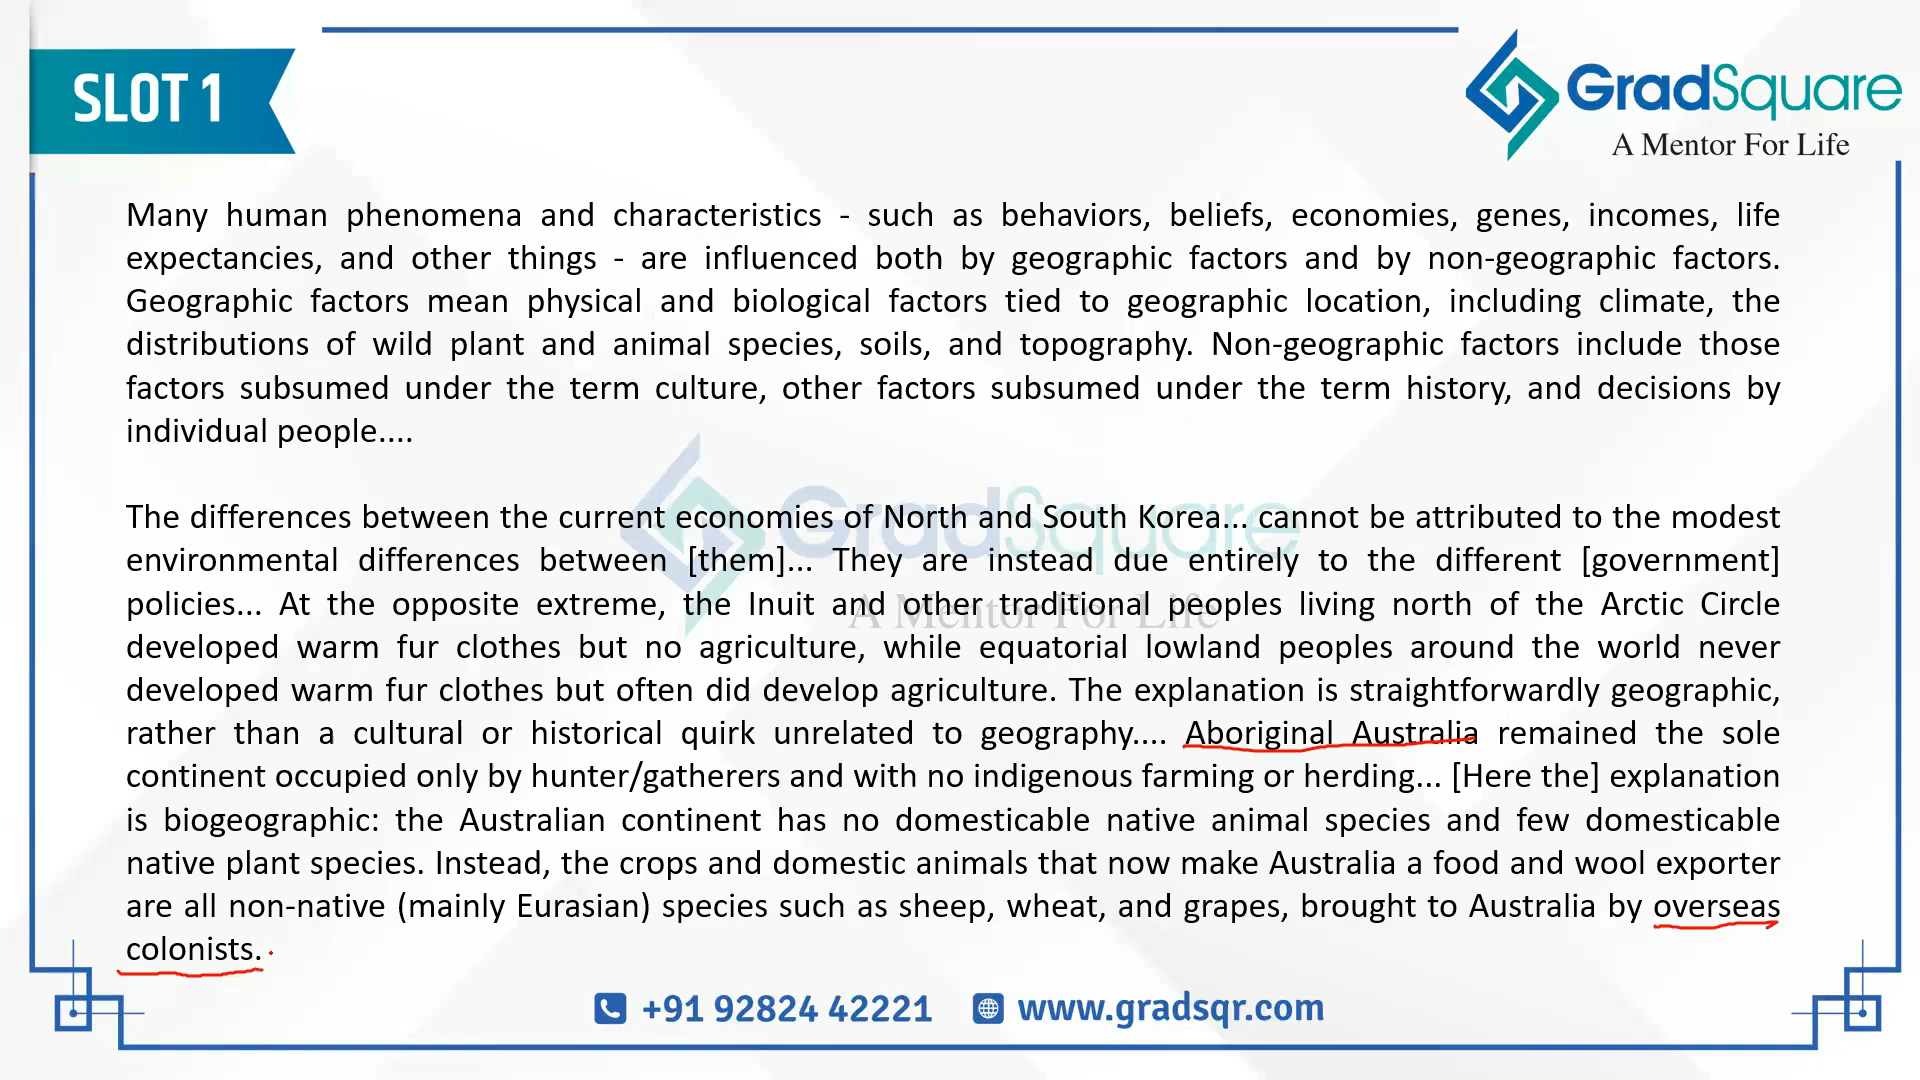 SLOT 1
GradSquare
A Mentor For Life
Many human phenomena and characteristics - such as behaviors, beliefs, economies, genes, incomes, life
expectancies, and other things - are influenced both by geographic factors and by non-geographic factors.
Geographic factors mean physical and biological factors tied to geographic location, including climate, the
distributions of wild plant and animal species, soils, and topography. Non-geographic factors include those
factors subsumed under the term culture, other factors subsumed under the term history, and decisions by
individual people....
The differences between the current economies of North and South Korea... cannot be attributed to the modest
environmental differences between [them]... They are instead due entirely to the different [government]
policies... At the opposite extreme, the Inuit and other traditional peoples living north of the Arctic Circle
developed warm fur clothes but no agriculture, while equatorial lowland peoples around the world never
developed warm fur clothes but often did develop agriculture. The explanation is straightforwardly geographic,
rather than a cultural or historical quirk unrelated to geography.... Aboriginal Australia remained the sole
continent occupied only by hunter/gatherers and with no indigenous farming or herding... [Here the] explanation
is biogeographic: the Australian continent has no domesticable native animal species and few domesticable
native plant species. Instead, the crops and domestic animals that now make Australia a food and wool exporter
are all non-native (mainly Eurasian) species such as sheep, wheat, and grapes, brought to Australia by overseas
colonists.
GradSquare
A Mentor For Life
+91 92824 42221
www.gradsqr.com